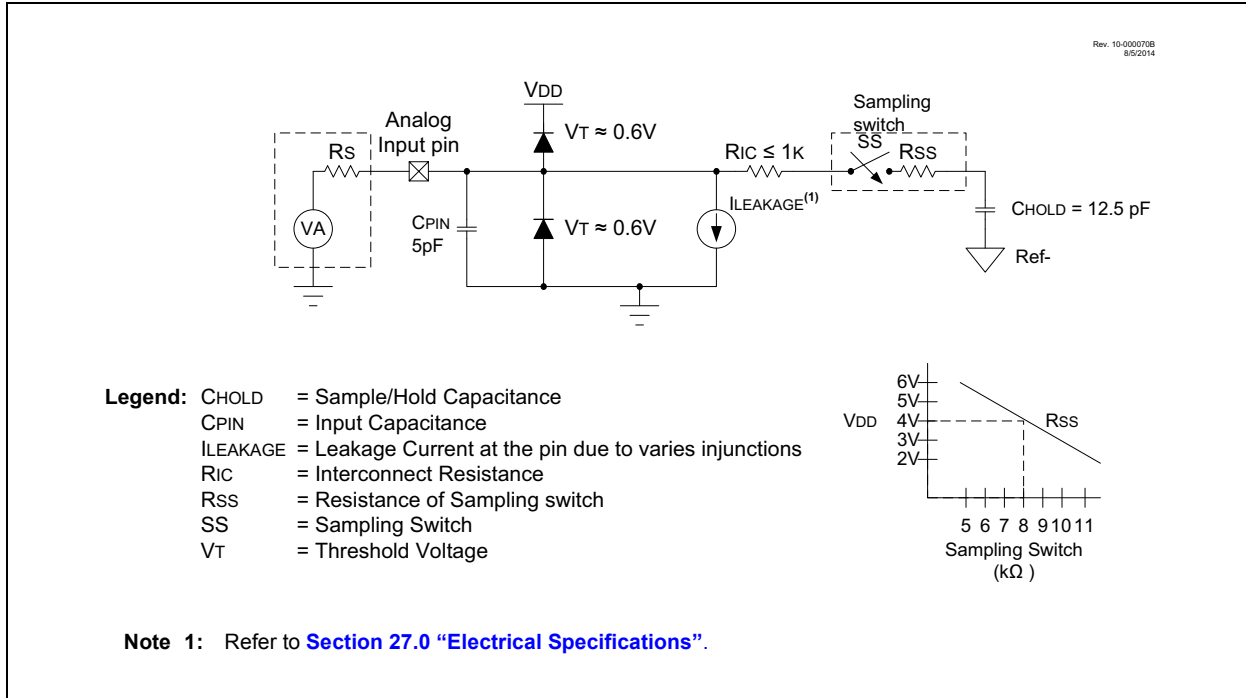 Rev. 10-000070B
8/5/2014
VDD
Analog
Input pin
VT ≈ 0.6V
Sampling
switch
SS
RSS
RS
RIC ≤ 1K
VA
CPIN
5pF
VT ≈ 0.6V
ILEAKAGE(1)
CHOLD = 12.5 pF
Ref-
Legend: CHOLD = Sample/Hold Capacitance
CPIN = Input Capacitance
ILEAKAGE = Leakage Current at the pin due to varies injunctions
RIC = Interconnect Resistance
RSS = Resistance of Sampling switch
SS = Sampling Switch
VT = Threshold Voltage
6V
5V
VDD 4V RSS
3V
2V
5 6 7 8 9 10 11
Sampling Switch
(kΩ )
Note 1: Refer to Section 27.0 “Electrical Specifications”.